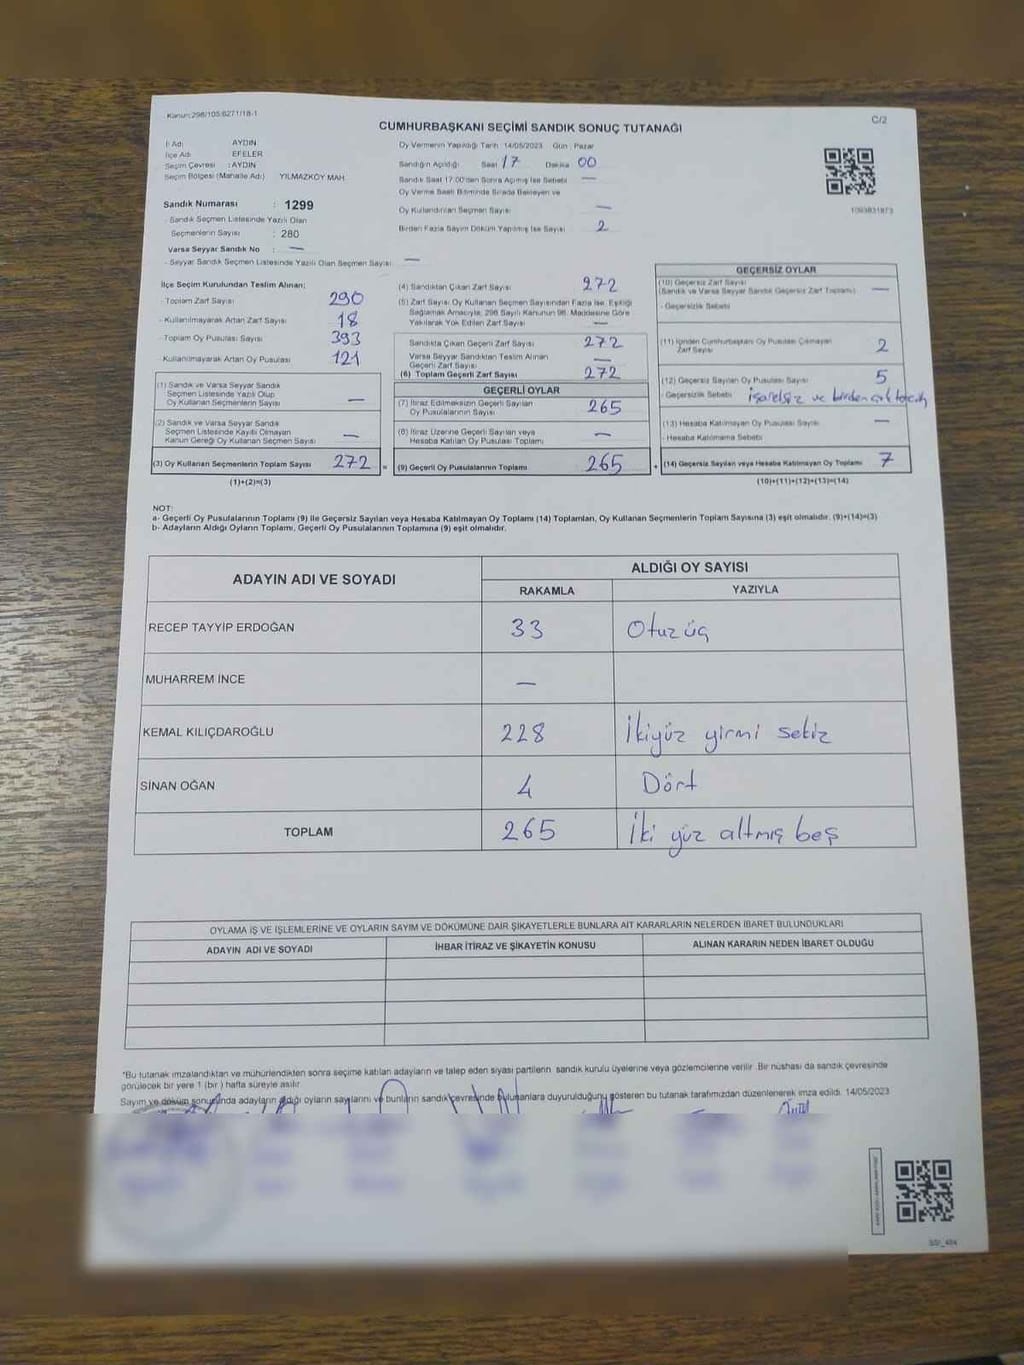 Kanun:298/105:6271/18-1
C/2
CUMHURBAŞKANI SEÇİMİ SANDIK SONUÇ TUTANAĞI
İl Adı AYDIN
İlçe Adı EFELER
Seçim Çevresi : AYDIN
Seçim Bölgesi (Mahalle Adı) YILMAZKÖY MAH.
Oy Vermenin Yapıldığı Tarih 14/05/2023 Gün : Pazar
Sandığın Açıldığı Saat 17 Dakika 00
Sandık Saat 17.00'den Sonra Açılmış İse Sebebi —
Oy Verme Saati Bitiminde Sırada Bekleyen ve
Oy Kullandırılan Seçmen Sayısı —
Birden Fazla Sayım Döküm Yapılmış İse Sayısı 2
1093831873
Sandık Numarası : 1299
- Sandık Seçmen Listesinde Yazılı Olan
Seçmenlerin Sayısı : 280
Varsa Seyyar Sandık No : —
- Seyyar Sandık Seçmen Listesinde Yazılı Olan Seçmen Sayısı —
İlçe Seçim Kurulundan Teslim Alınan;
- Toplam Zarf Sayısı 290
- Kullanılmayarak Artan Zarf Sayısı 18
- Toplam Oy Pusulası Sayısı 393
- Kullanılmayarak Artan Oy Pusulası 121
(1) Sandık ve Varsa Seyyar Sandık
Seçmen Listesinde Yazılı Olup
Oy Kullanan Seçmenlerin Sayısı —
(2) Sandık ve Varsa Seyyar Sandık
Seçmen Listesinde Kayıtlı Olmayan
Kanun Gereği Oy Kullanan Seçmen Sayısı —
(3) Oy Kullanan Seçmenlerin Toplam Sayısı 272 =
(1)+(2)=(3)
(4) Sandıktan Çıkan Zarf Sayısı 272
(5) Zarf Sayısı Oy Kullanan Seçmen Sayısından Fazla İse, Eşitliği
Sağlamak Amacıyla, 298 Sayılı Kanunun 98. Maddesine Göre
Yakılarak Yok Edilen Zarf Sayısı —
Sandıkta Çıkan Geçerli Zarf Sayısı 272
Varsa Seyyar Sandıktan Teslim Alınan
Geçerli Zarf Sayısı —
(6) Toplam Geçerli Zarf Sayısı 272
GEÇERLİ OYLAR
(7) İtiraz Edilmeksizin Geçerli Sayılan
Oy Pusulalarının Sayısı 265
(8) İtiraz Üzerine Geçerli Sayılan veya
Hesaba Katılan Oy Pusulası Toplamı —
(9) Geçerli Oy Pusulalarının Toplamı 265 +
GEÇERSİZ OYLAR
(10) Geçersiz Zarf Sayısı
(Sandık ve Varsa Seyyar Sandık Geçersiz Zarf Toplamı) —
- Geçersizlik Sebebi
(11) İçinden Cumhurbaşkanı Oy Pusulası Çıkmayan
Zarf Sayısı 2
(12) Geçersiz Sayılan Oy Pusulası Sayısı 5
- Geçersizlik Sebebi İşaretsiz ve birden çok tercih
(13) Hesaba Katılmayan Oy Pusulası Sayısı —
- Hesaba Katılmama Sebebi
(14) Geçersiz Sayılan veya Hesaba Katılmayan Oy Toplamı 7
(10)+(11)+(12)+(13)=(14)
NOT:
a- Geçerli Oy Pusulalarının Toplamı (9) ile Geçersiz Sayılan veya Hesaba Katılmayan Oy Toplamı (14) Toplamları, Oy Kullanan Seçmenlerin Toplam Sayısına (3) eşit olmalıdır. (9)+(14)=(3)
b- Adayların Aldığı Oyların Toplamı, Geçerli Oy Pusulalarının Toplamına (9) eşit olmalıdır.
ADAYIN ADI VE SOYADI
ALDIĞI OY SAYISI
RAKAMLA YAZIYLA
RECEP TAYYİP ERDOĞAN 33 Otuzüç
MUHARREM İNCE —
KEMAL KILIÇDAROĞLU 228 İkiyüz yirmi sekiz
SİNAN OĞAN 4 Dört
TOPLAM 265 İki yüz altmış beş
OYLAMA İŞ VE İŞLEMLERİNE VE OYLARIN SAYIM VE DÖKÜMÜNE DAİR ŞİKAYETLERLE BUNLARA AİT KARARLARIN NELERDEN İBARET BULUNDUKLARI
ADAYIN ADI VE SOYADI İHBAR İTİRAZ VE ŞİKAYETİN KONUSU ALINAN KARARIN NEDEN İBARET OLDUĞU
*Bu tutanak imzalandıktan ve mühürlendikten sonra seçime katılan adayların ve talep eden siyasi partilerin sandık kurulu üyelerine veya gözlemcilerine verilir. Bir nüshası da sandık çevresinde
görülecek bir yere 1 (bir) hafta süreyle asılır.
Sayım ve döküm sonucunda adayların aldığı oyların sayılarını ve bunların sandık çevresinde bulunanlara duyurulduğunu gösteren bu tutanak tarafımızdan düzenlenerek imza edildi. 14/05/2023